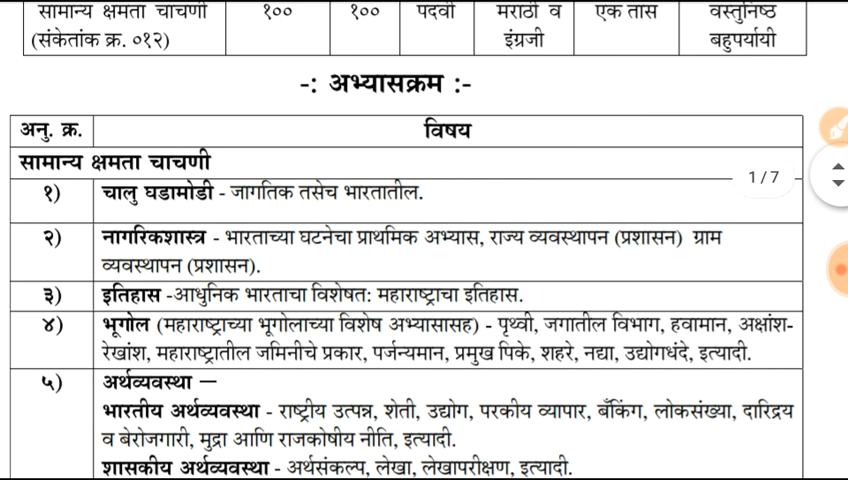 सामान्य क्षमता चाचणी १०० १०० पदवी मराठी व एक तास वस्तुनिष्ठ
(संकेतांक क्र. ०१२) इंग्रजी बहुपर्यायी
-: अभ्यासक्रम :-
अनु. क्र. विषय
सामान्य क्षमता चाचणी
१) चालु घडामोडी - जागतिक तसेच भारतातील.
1/7
२) नागरिकशास्त्र - भारताच्या घटनेचा प्राथमिक अभ्यास, राज्य व्यवस्थापन (प्रशासन) ग्राम
व्यवस्थापन (प्रशासन).
३) इतिहास -आधुनिक भारताचा विशेषत: महाराष्ट्राचा इतिहास.
४) भूगोल (महाराष्ट्राच्या भूगोलाच्या विशेष अभ्यासासह) - पृथ्वी, जगातील विभाग, हवामान, अक्षांश-
रेखांश, महाराष्ट्रातील जमिनीचे प्रकार, पर्जन्यमान, प्रमुख पिके, शहरे, नद्या, उद्योगधंदे, इत्यादी.
५) अर्थव्यवस्था –
भारतीय अर्थव्यवस्था - राष्ट्रीय उत्पन्न, शेती, उद्योग, परकीय व्यापार, बँकिंग, लोकसंख्या, दारिद्रय
व बेरोजगारी, मुद्रा आणि राजकोषीय नीति, इत्यादी.
शासकीय अर्थव्यवस्था - अर्थसंकल्प, लेखा, लेखापरीक्षण, इत्यादी.